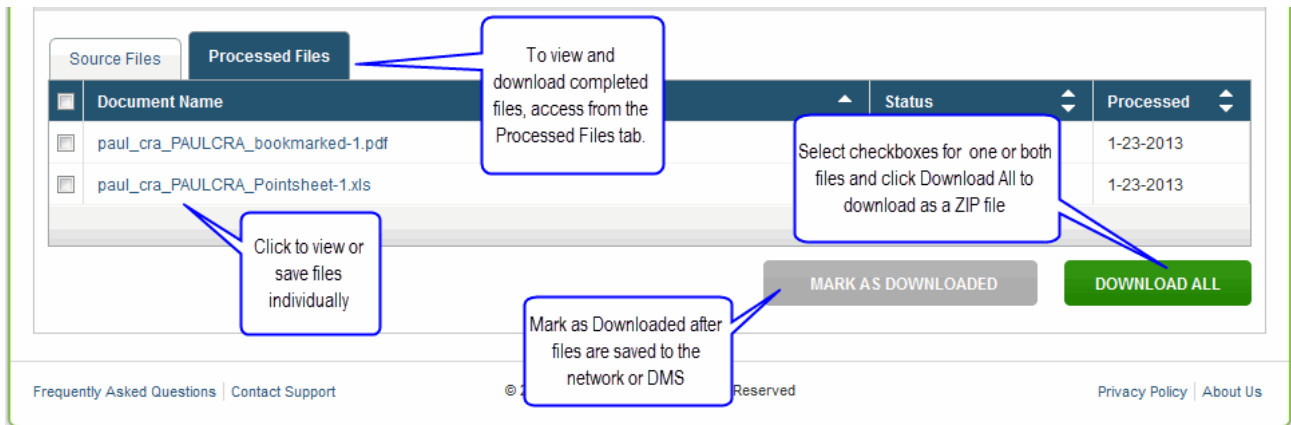 Source Files
Processed Files
To view and
download completed
files, access from the
Processed Files tab.
Document Name
Status
Processed
paul_cra_PAULCRA_bookmarked-1.pdf
1-23-2013
paul_cra_PAULCRA_Pointsheet-1.xls
1-23-2013
Select checkboxes for one or both
files and click Download All to
download as a ZIP file
Click to view or
save files
individually
MARK AS DOWNLOADED
DOWNLOAD ALL
Mark as Downloaded after
files are saved to the
network or DMS
Frequently Asked Questions | Contact Support
© Reserved
Privacy Policy | About Us